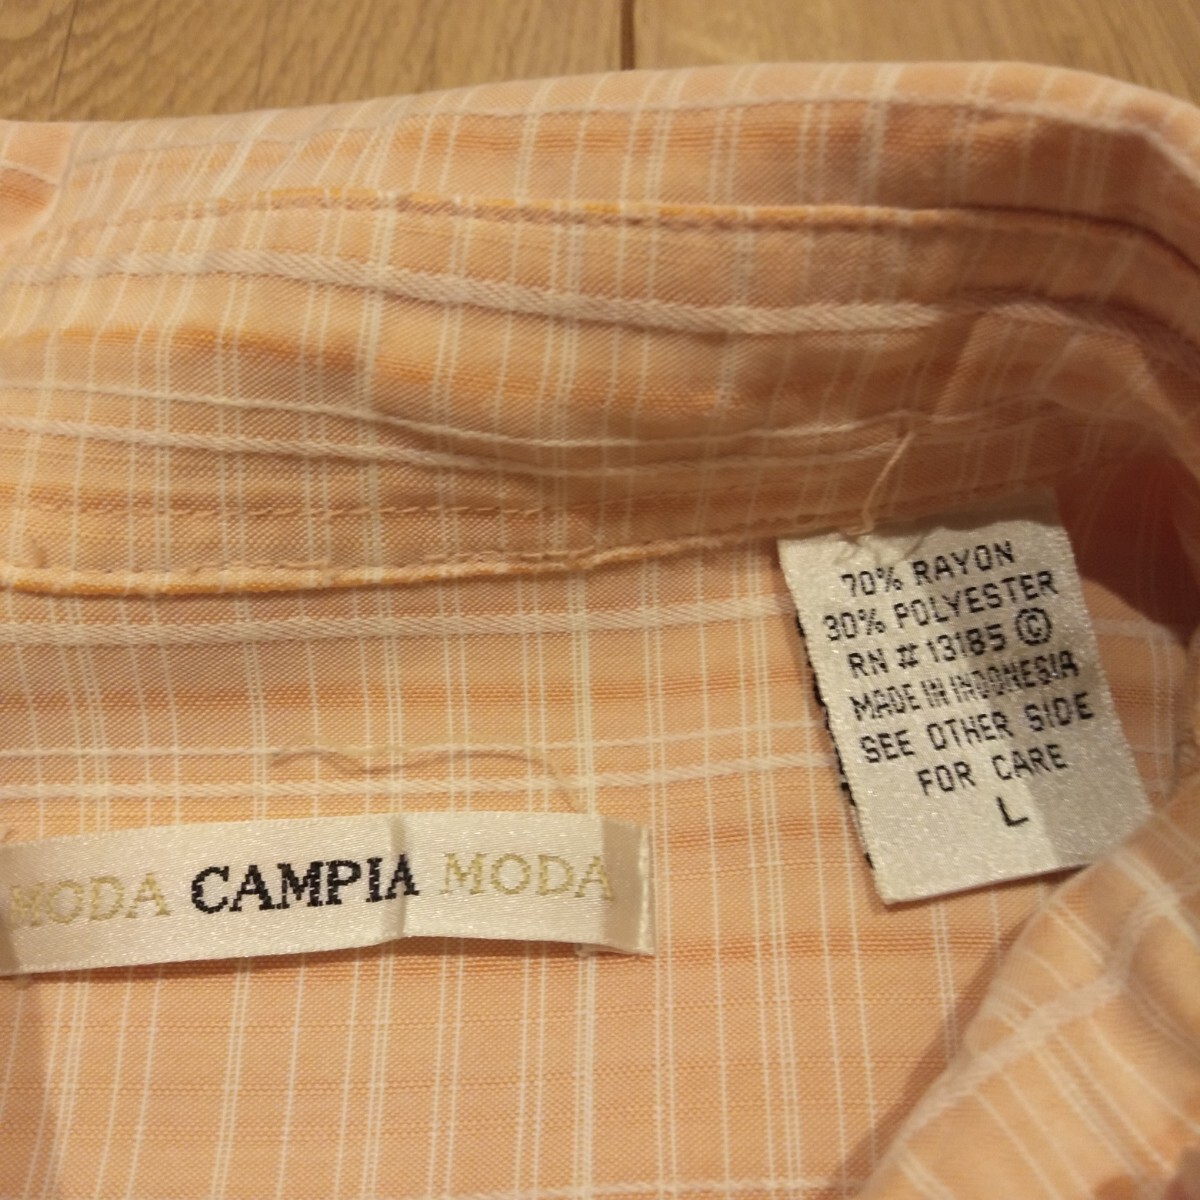 70% RAYON
30% POLYESTER
RN # 13185 ©
MADE IN INDONESIA
SEE OTHER SIDE
FOR CARE
L
MODA CAMPIA MODA